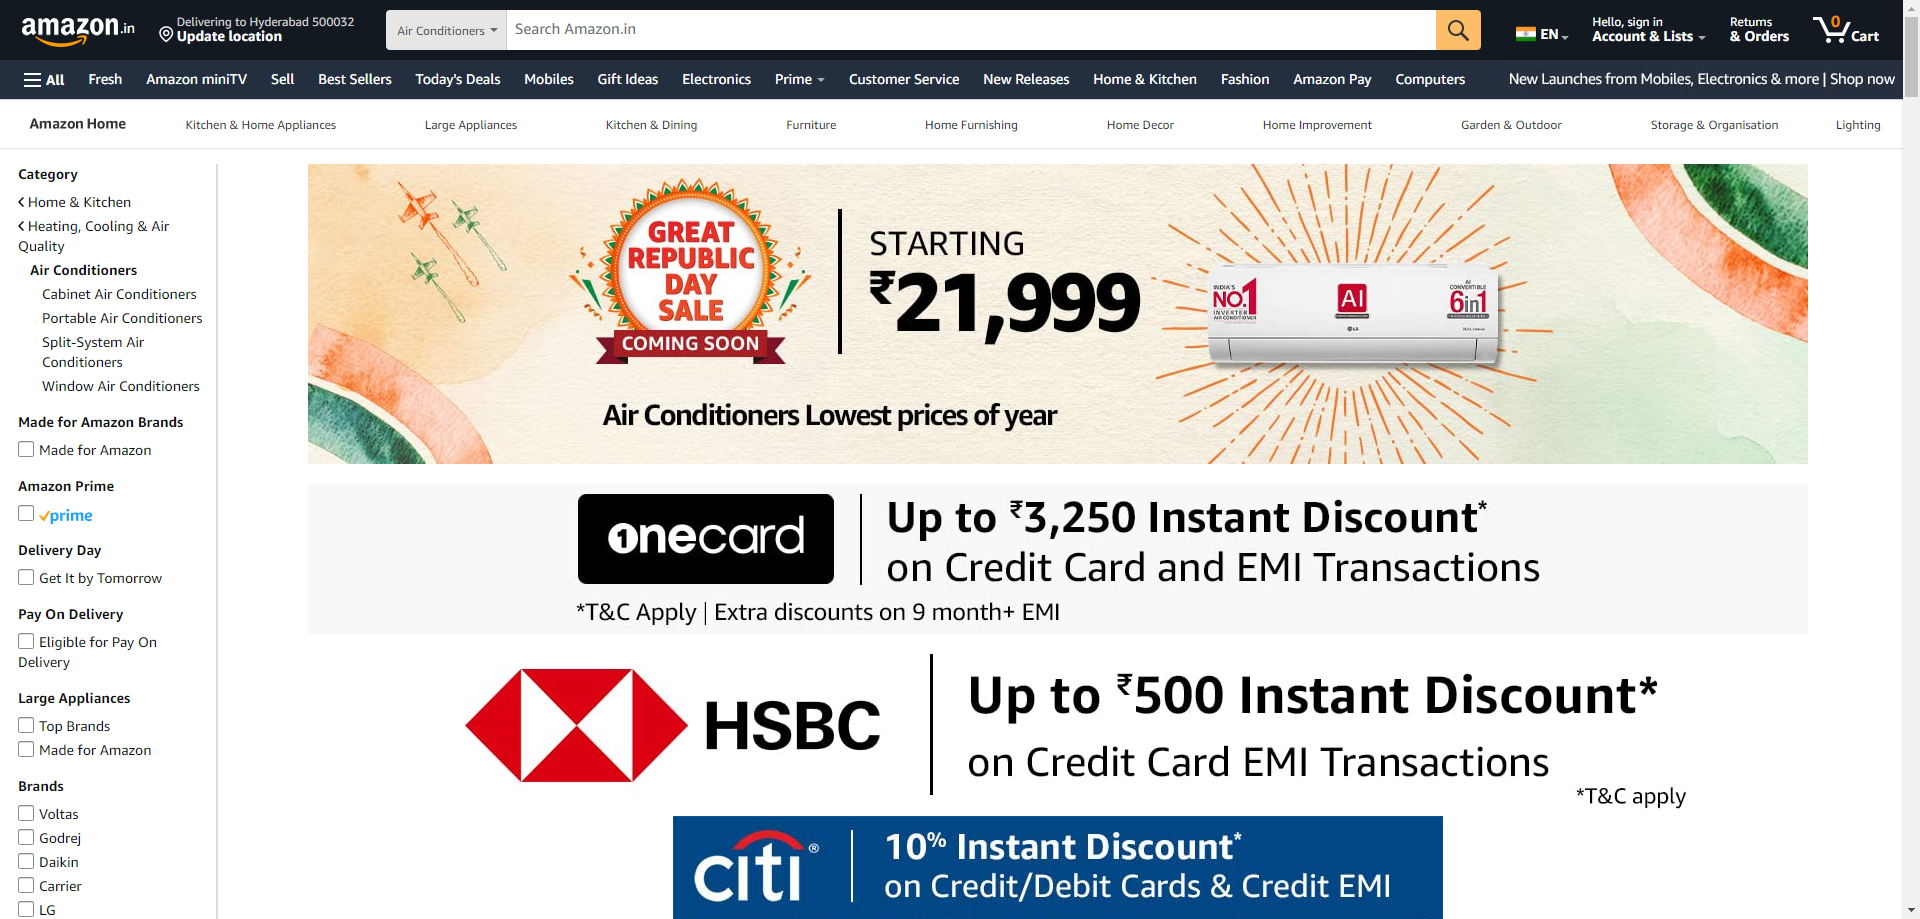 amazon.in
Delivering to Hyderabad 500032
Update location
Air Conditioners
Search Amazon.in
EN
Hello, sign in
Account & Lists
Returns
& Orders
0
Cart
All
Fresh
Amazon miniTV
Sell
Best Sellers
Today's Deals
Mobiles
Gift Ideas
Electronics
Prime
Customer Service
New Releases
Home & Kitchen
Fashion
Amazon Pay
Computers
New Launches from Mobiles, Electronics & more | Shop now
Amazon Home
Kitchen & Home Appliances
Large Appliances
Kitchen & Dining
Furniture
Home Furnishing
Home Decor
Home Improvement
Garden & Outdoor
Storage & Organisation
Lighting
Category
Home & Kitchen
Heating, Cooling & Air
Quality
Air Conditioners
Cabinet Air Conditioners
Portable Air Conditioners
Split-System Air
Conditioners
Window Air Conditioners
Made for Amazon Brands
Made for Amazon
Amazon Prime
prime
Delivery Day
Get It by Tomorrow
Pay On Delivery
Eligible for Pay On
Delivery
Large Appliances
Top Brands
Made for Amazon
Brands
Voltas
Godrej
Daikin
Carrier
LG
GREAT
REPUBLIC
DAY
SALE
COMING SOON
STARTING
₹21,999
Air Conditioners Lowest prices of year
INDIA'S
NO.1
INVERTER
AIR CONDITIONER
AI
LG
AI
CONVERTIBLE
6in1
onecard
Up to ₹3,250 Instant Discount*
on Credit Card and EMI Transactions
*T&C Apply | Extra discounts on 9 month+ EMI
HSBC
Up to ₹500 Instant Discount*
on Credit Card EMI Transactions
*T&C apply
citi®
10% Instant Discount*
on Credit/Debit Cards & Credit EMI